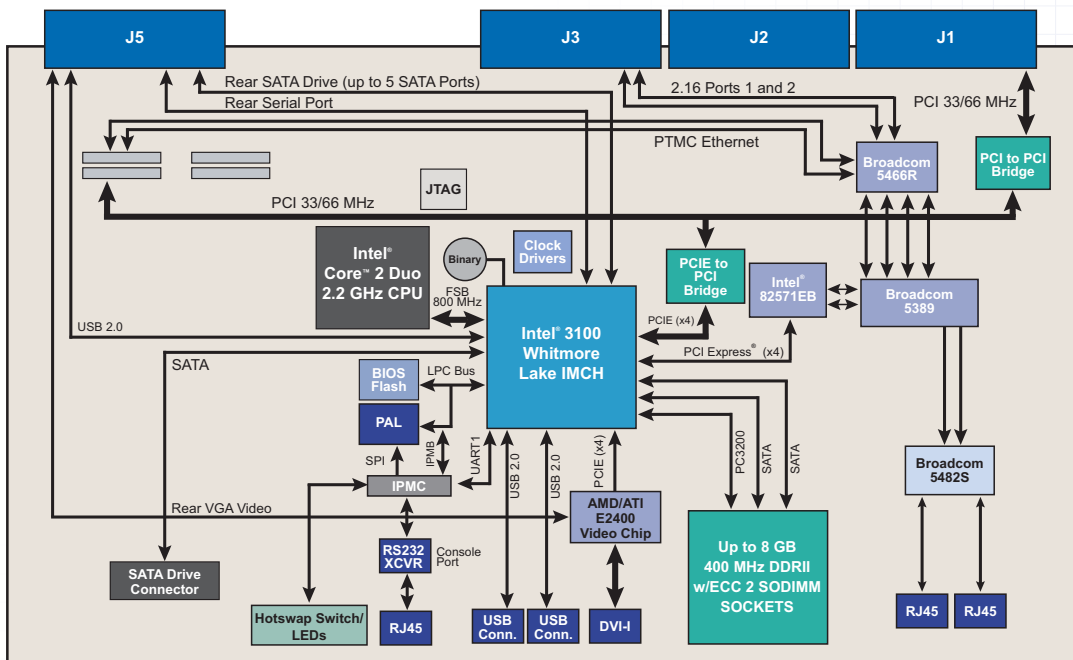 J5
J3
J2
J1
Rear SATA Drive (up to 5 SATA Ports)
Rear Serial Port
2.16 Ports 1 and 2
PCI 33/66 MHz
PTMC Ethernet
Broadcom
5466R
PCI to PCI
Bridge
JTAG
PCI 33/66 MHz
Intel®
Core™ 2 Duo
2.2 GHz CPU
Binary
Clock
Drivers
PCIE to
PCI
Bridge
Intel®
82571EB
Broadcom
5389
FSB
800 MHz
USB 2.0
Intel® 3100
Whitmore
Lake IMCH
PCIE (x4)
PCI Express® (x4)
SATA
BIOS
Flash
LPC Bus
PAL
SPI
IPMB
UART1
USB 2.0
USB 2.0
PCIE (x4)
PC3200
SATA
SATA
Broadcom
5482S
IPMC
Rear VGA Video
AMD/ATI
E2400
Video Chip
RS232
XCVR
Console
Port
Up to 8 GB
400 MHz DDRII
w/ECC 2 SODIMM
SOCKETS
SATA Drive
Connector
Hotswap Switch/
LEDs
RJ45
USB
Conn.
USB
Conn.
DVI-I
RJ45
RJ45